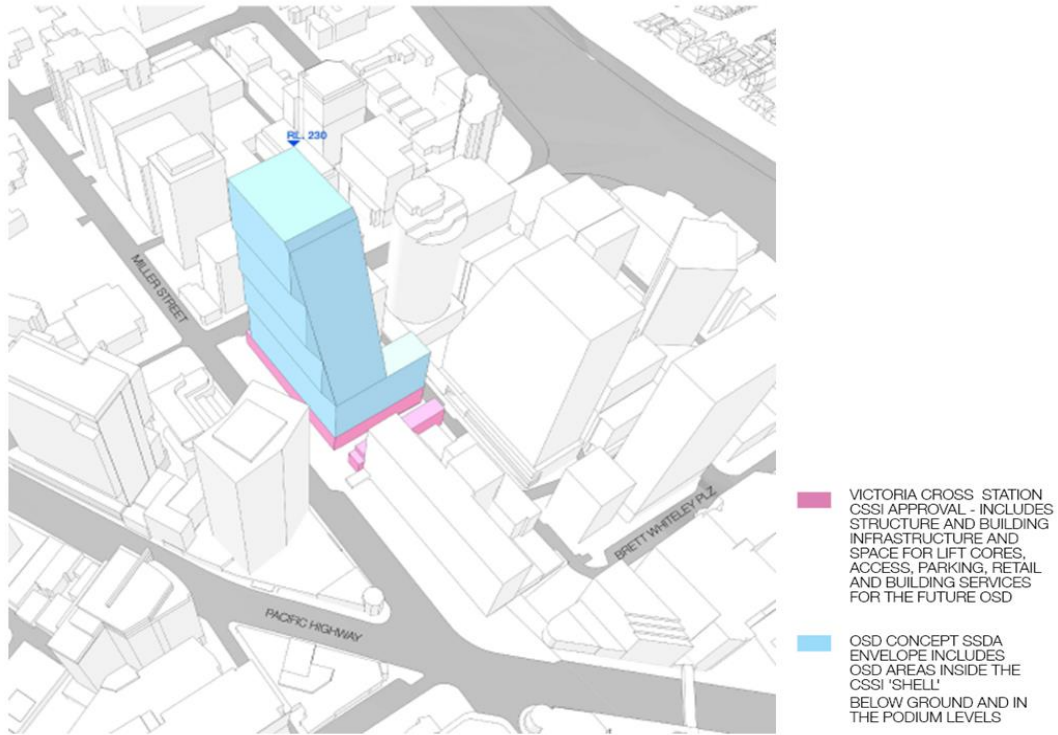 RL. 230
MILLER STREET
BRETT WHITELEY PLZ
PACIFIC HIGHWAY
VICTORIA CROSS STATION
CSSI APPROVAL - INCLUDES
STRUCTURE AND BUILDING
INFRASTRUCTURE AND
SPACE FOR LIFT CORES,
ACCESS, PARKING, RETAIL
AND BUILDING SERVICES
FOR THE FUTURE OSD
OSD CONCEPT SSDA
ENVELOPE INCLUDES
OSD AREAS INSIDE THE
CSSI 'SHELL'
BELOW GROUND AND IN
THE PODIUM LEVELS